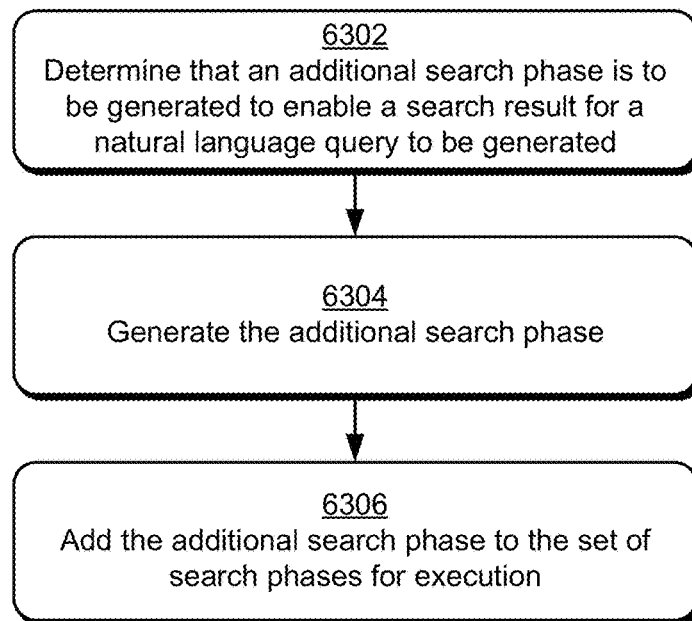 6302
Determine that an additional search phase is to
be generated to enable a search result for a
natural language query to be generated
6304
Generate the additional search phase
6306
Add the additional search phase to the set of
search phases for execution